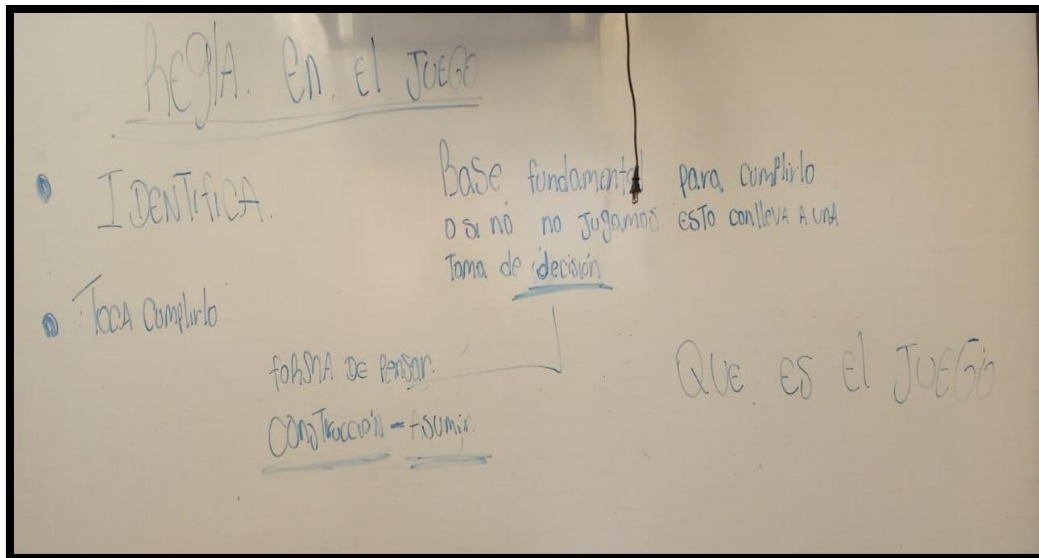 REGlA. En. El JUEGO
IDENTIFICA.
Base fundamental para cumplirlo
o si no no Jugamos ESTO conlleva A UNA
Toma de decisión
TOCA Cumplirlo
FORMA DE Pensar.
CONSTRUCCIÓN - ASUMIR.
QUE ES El JUEGO